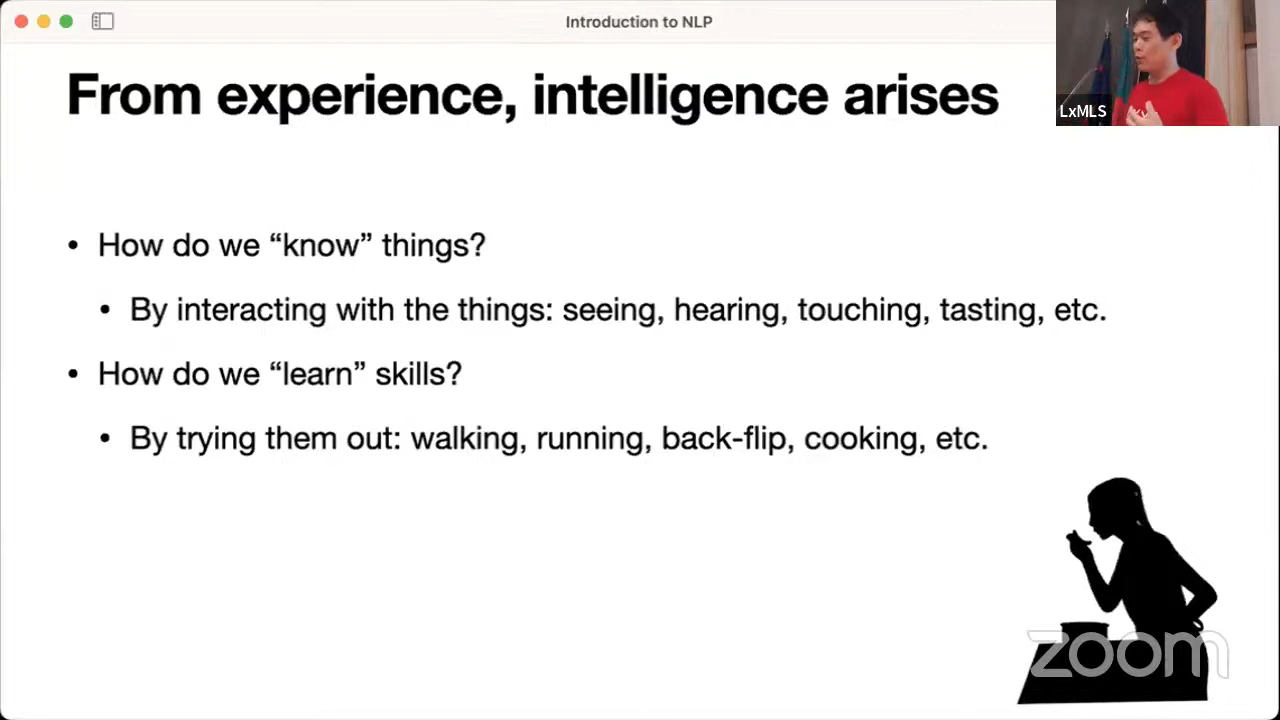 Introduction to NLP
From experience, intelligence arises
LxMLS
• How do we “know” things?
• By interacting with the things: seeing, hearing, touching, tasting, etc.
• How do we “learn” skills?
• By trying them out: walking, running, back-flip, cooking, etc.
zoom